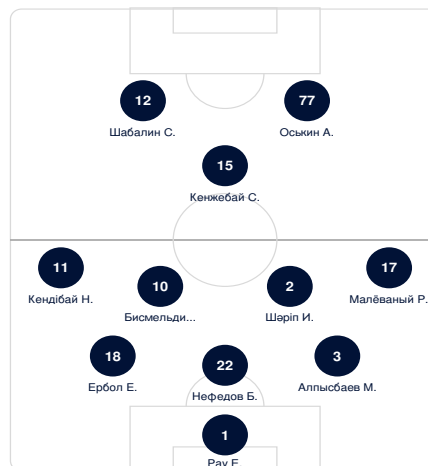 12
77
Шабалин С.
Оськин А.
15
Кенжебай С.
11
17
10
2
Кендібай Н.
Малёваный Р.
Бисмельди...
Шәріп И.
18
22
3
Ербол Е.
Алпысбаев М.
Нефедов Б.
1
Рау Е.